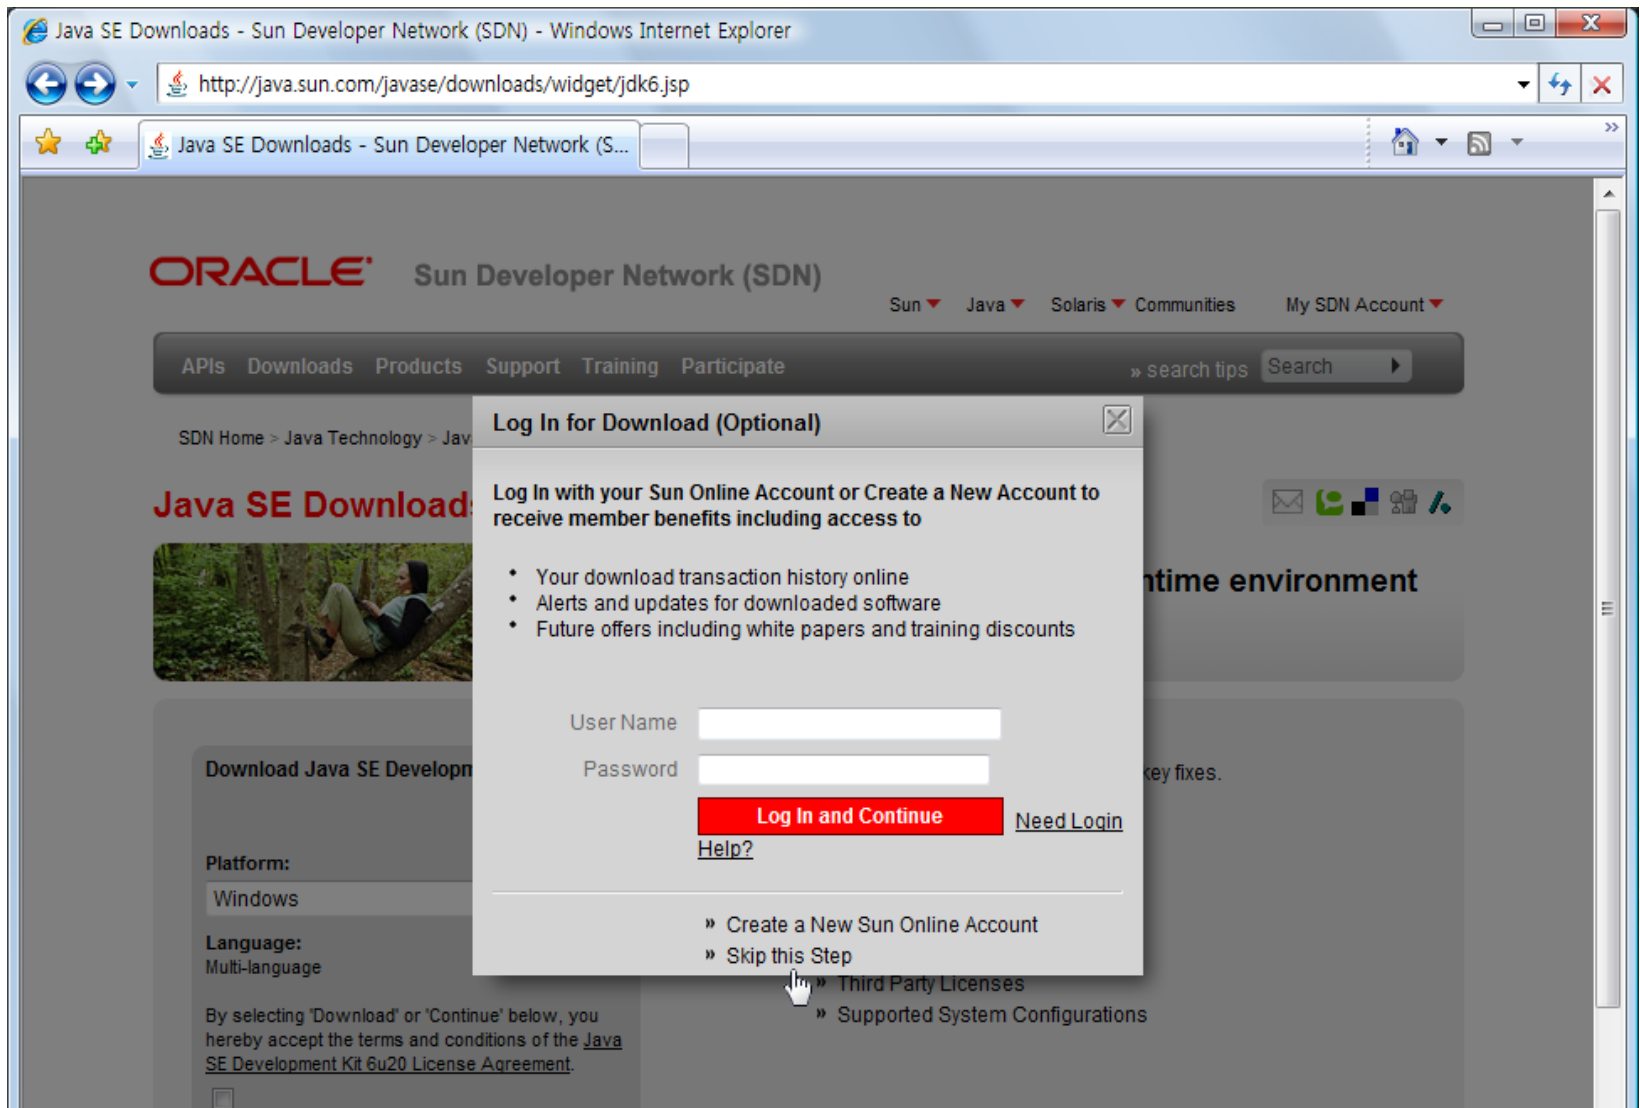 Java SE Downloads - Sun Developer Network (SDN) - Windows Internet Explorer
http://java.sun.com/javase/downloads/widget/jdk6.jsp
Java SE Downloads - Sun Developer Network (S...
ORACLE Sun Developer Network (SDN)
Sun Java Solaris Communities My SDN Account
APIs Downloads Products Support Training Participate » search tips Search
SDN Home > Java Technology > Jav
Java SE Download
ntime environment
Log In for Download (Optional)
Log In with your Sun Online Account or Create a New Account to
receive member benefits including access to
• Your download transaction history online
• Alerts and updates for downloaded software
• Future offers including white papers and training discounts
User Name
Password
Log In and Continue Need Login
Help?
» Create a New Sun Online Account
» Skip this Step
Download Java SE Developm
key fixes.
Platform:
Windows
Language:
Multi-language
» Third Party Licenses
» Supported System Configurations
By selecting 'Download' or 'Continue' below, you
hereby accept the terms and conditions of the Java
SE Development Kit 6u20 License Agreement.